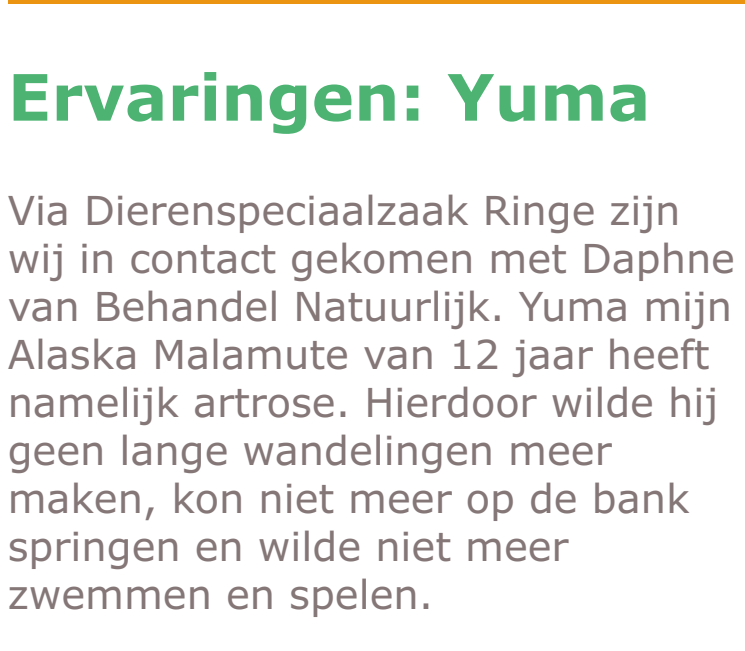 Ervaringen: Yuma
Via Dierenspeciaalzaak Ringe zijn
wij in contact gekomen met Daphne
van Behandel Natuurlijk. Yuma mijn
Alaska Malamute van 12 jaar heeft
namelijk artrose. Hierdoor wilde hij
geen lange wandelingen meer
maken, kon niet meer op de bank
springen en wilde niet meer
zwemmen en spelen.